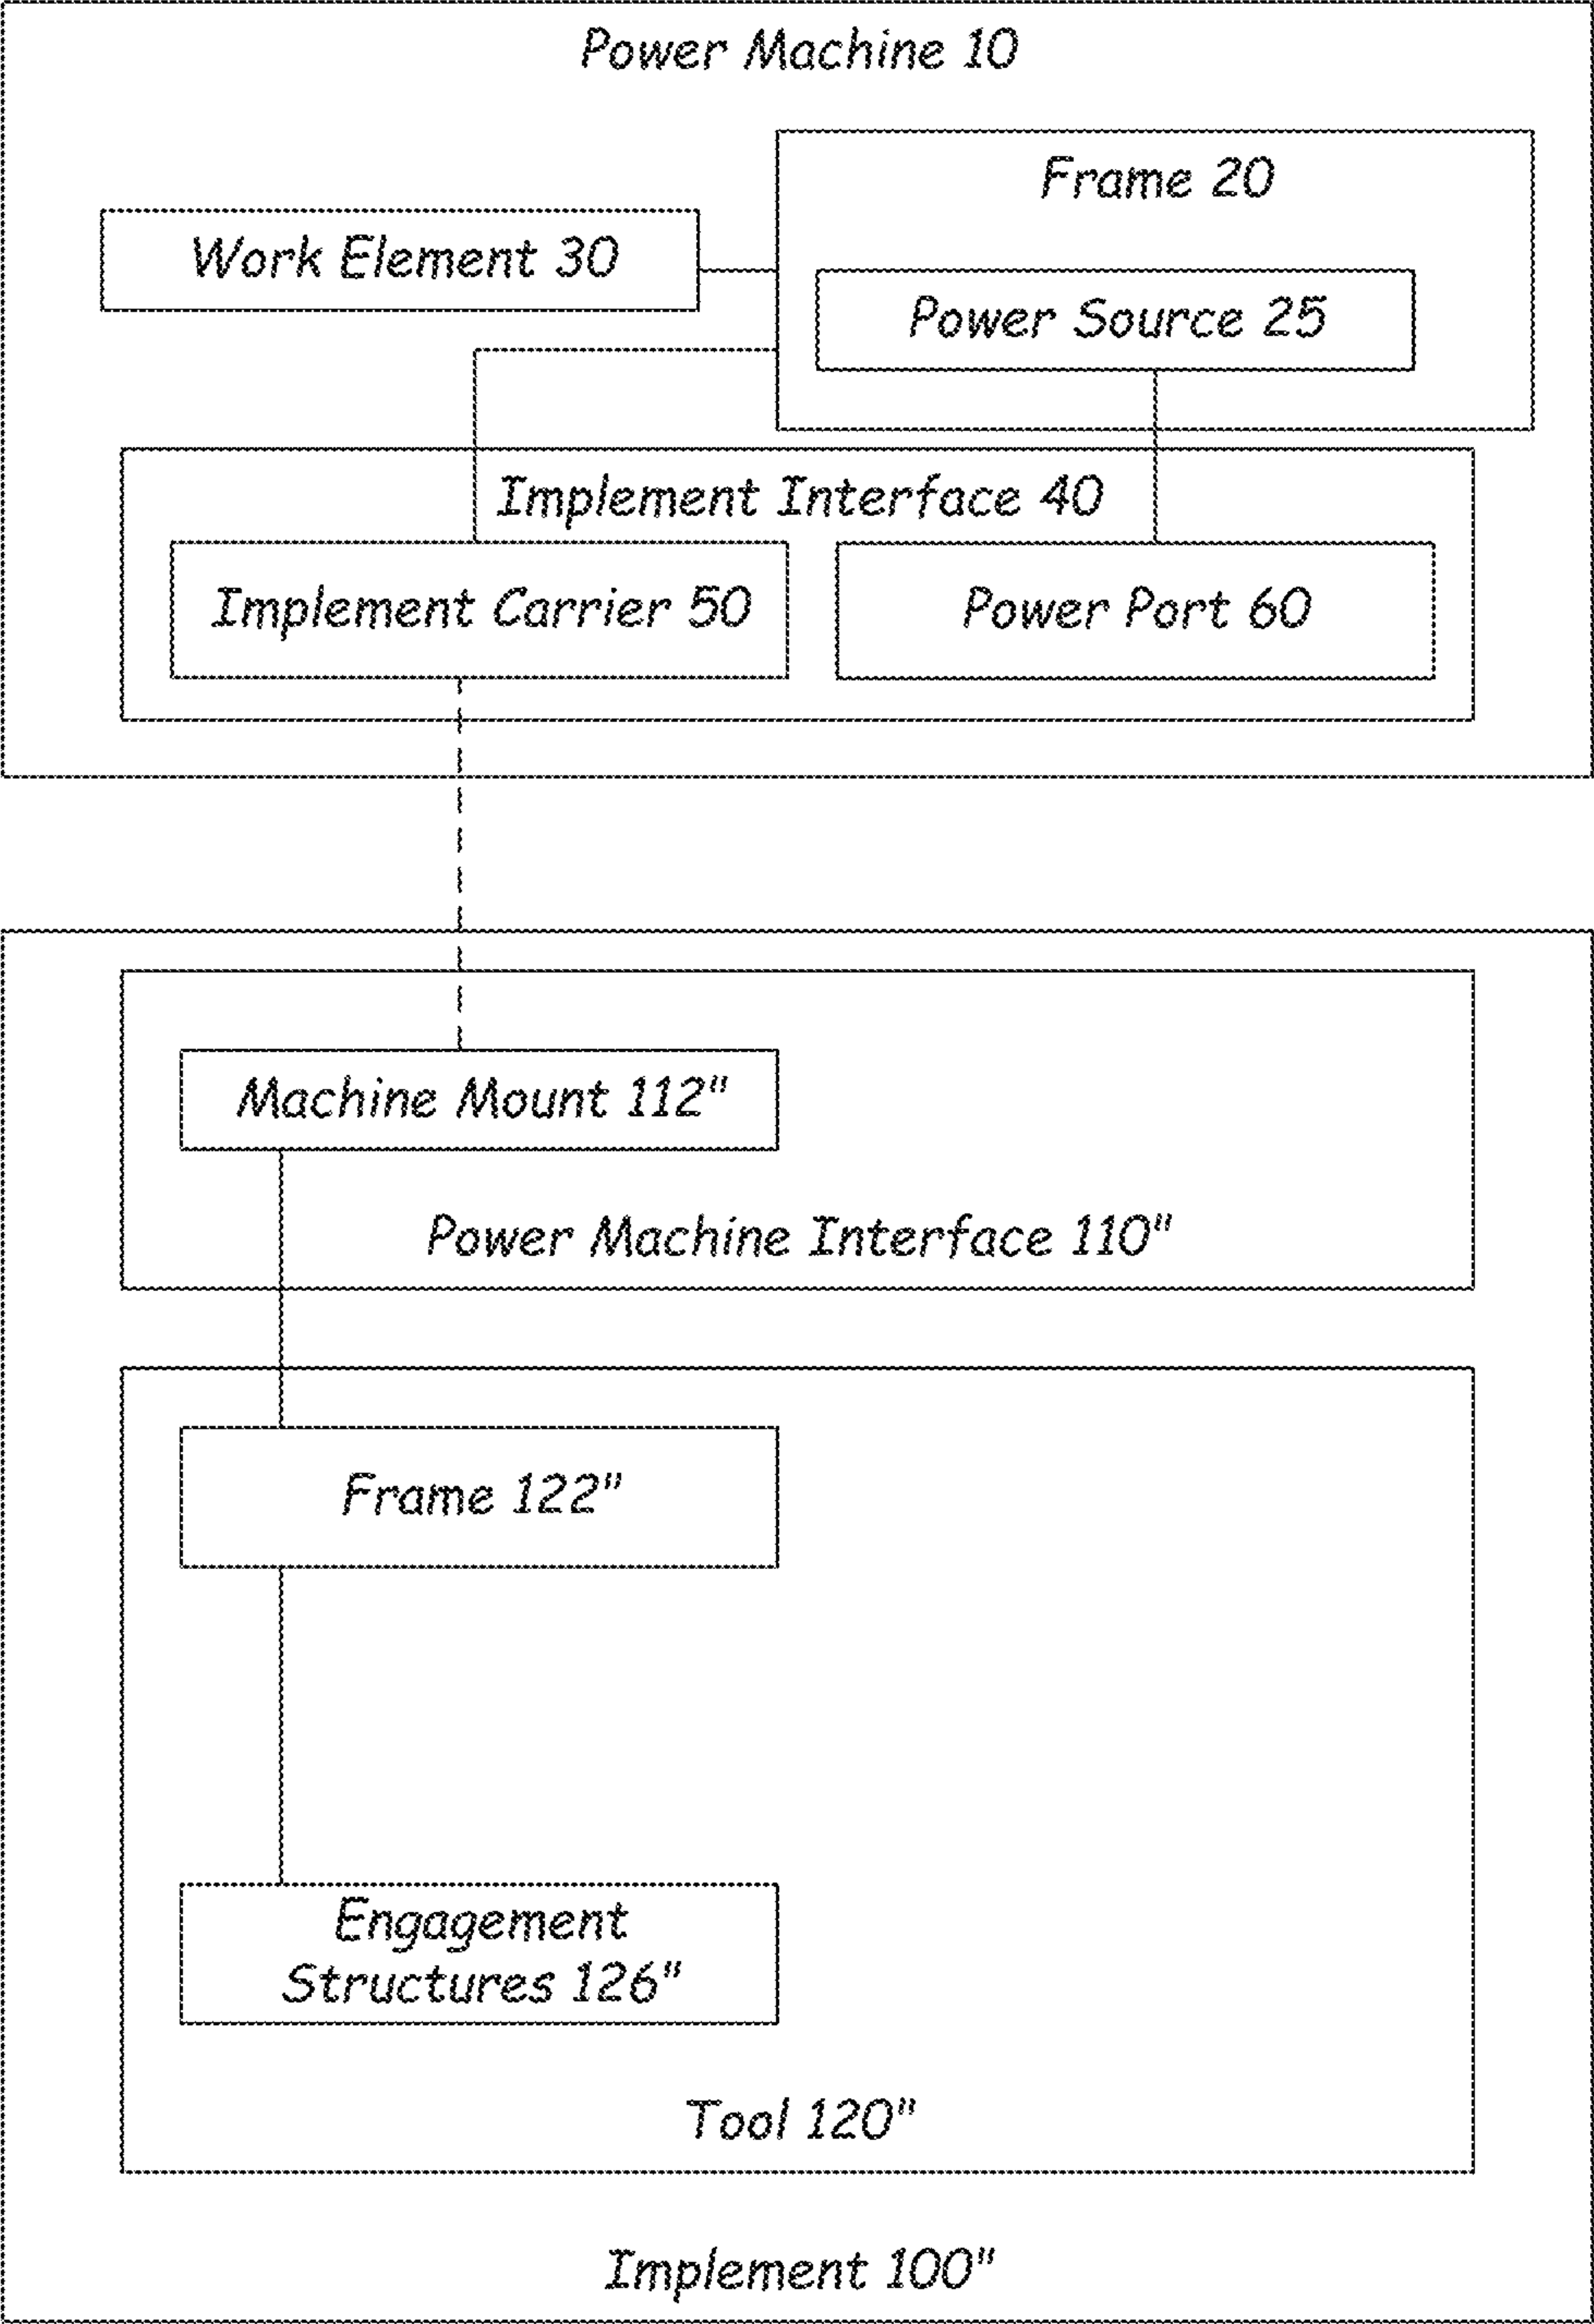 Power Machine 10
Frame 20
Work Element 30
Power Source 25
Implement Interface 40
Implement Carrier 50
Power Port 60
Machine Mount 112"
Power Machine Interface 110"
Frame 122"
Engagement
Structures 126"
Tool 120"
Implement 100"